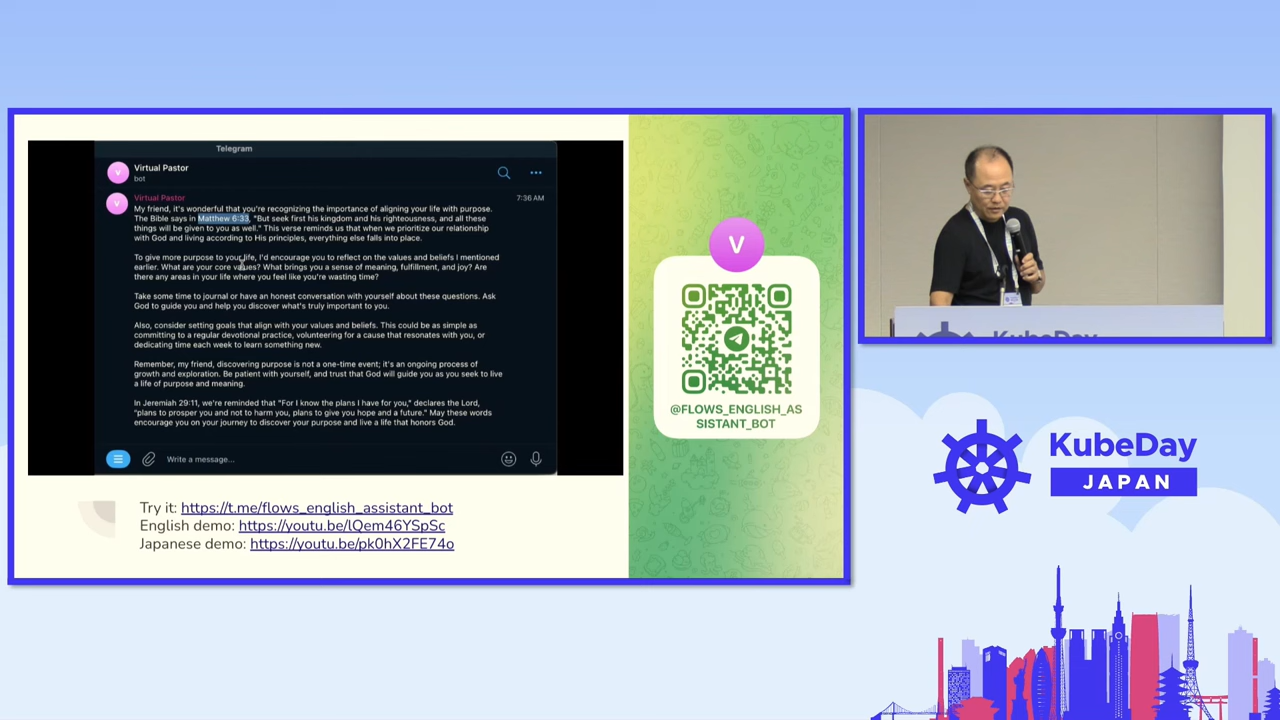 Telegram
Virtual Pastor
bot
Virtual Pastor
7:36 AM
My friend, it's wonderful that you're recognizing the importance of aligning your life with purpose.
The Bible says in Matthew 6:33, "But seek first his kingdom and his righteousness, and all these
things will be given to you as well." This verse reminds us that when we prioritize our relationship
with God and living according to His principles, everything else falls into place.
To give more purpose to your life, I'd encourage you to reflect on the values and beliefs I mentioned
earlier. What are your core values? What brings you a sense of meaning, fulfillment, and joy? Are
there any areas in your life where you feel like you're wasting time?
Take some time to journal or have an honest conversation with yourself about these questions. Ask
God to guide you and help you discover what's truly important to you.
Also, consider setting goals that align with your values and beliefs. This could be as simple as
committing to a regular devotional practice, volunteering for a cause that resonates with you, or
dedicating time each week to learn something new.
Remember, my friend, discovering purpose is not a one-time event; it's an ongoing process of
growth and exploration. Be patient with yourself, and trust that God will guide you as you seek to live
a life of purpose and meaning.
In Jeremiah 29:11, we're reminded that "For I know the plans I have for you," declares the Lord,
"plans to prosper you and not to harm you, plans to give you hope and a future." May these words
encourage you on your journey to discover your purpose and live a life that honors God.
Write a message...
V
V
V
@FLOWS_ENGLISH_AS
SISTANT_BOT
Try it: https://t.me/flows_english_assistant_bot
English demo: https://youtu.be/lQem46YSpSc
Japanese demo: https://youtu.be/pk0hX2FE74o
KubeDay
KubeDay
JAPAN